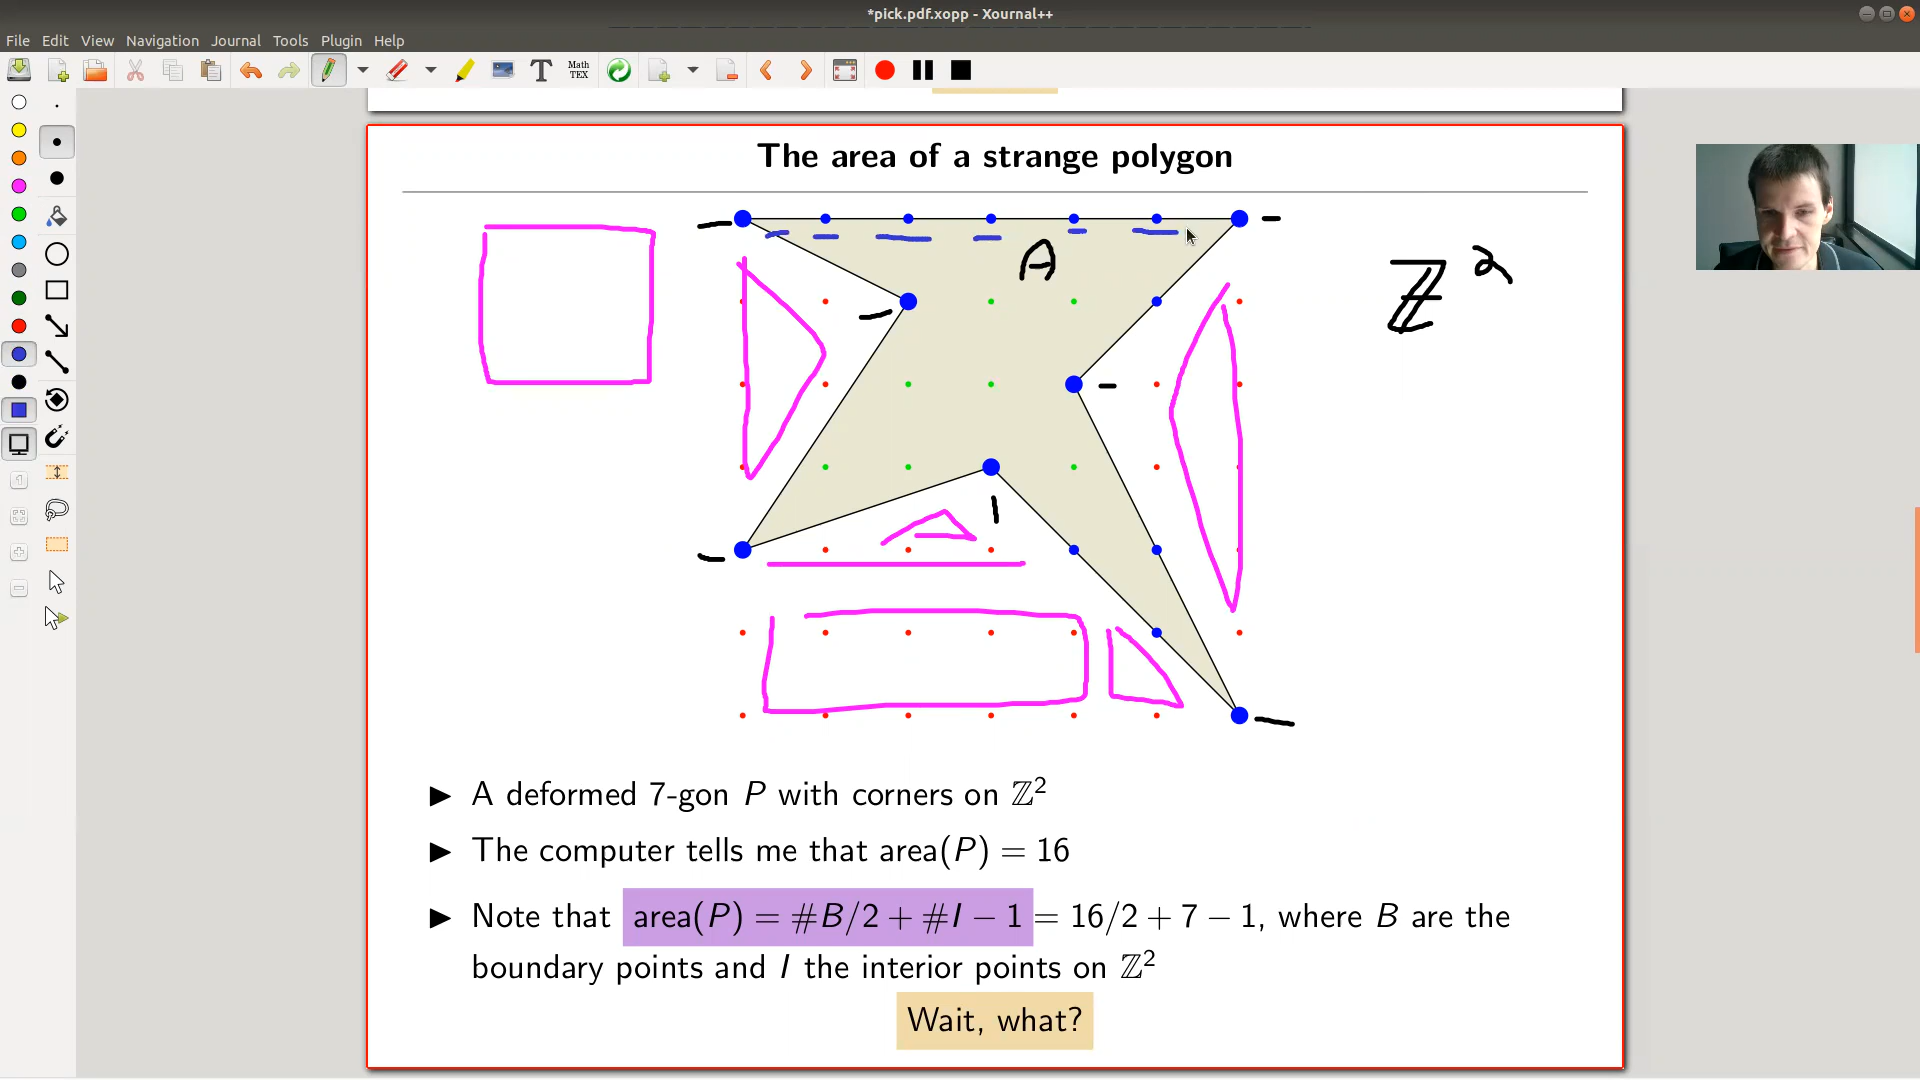 *pick.pdf.xopp - Xournal++
File Edit View Navigation Journal Tools Plugin Help
Math
TEX
The area of a strange polygon
A
ℤ²
▶ A deformed 7-gon P with corners on ℤ²
▶ The computer tells me that area(P) = 16
▶ Note that area(P) = #B/2 + #I − 1 = 16/2 + 7 − 1, where B are the
boundary points and I the interior points on ℤ²
Wait, what?